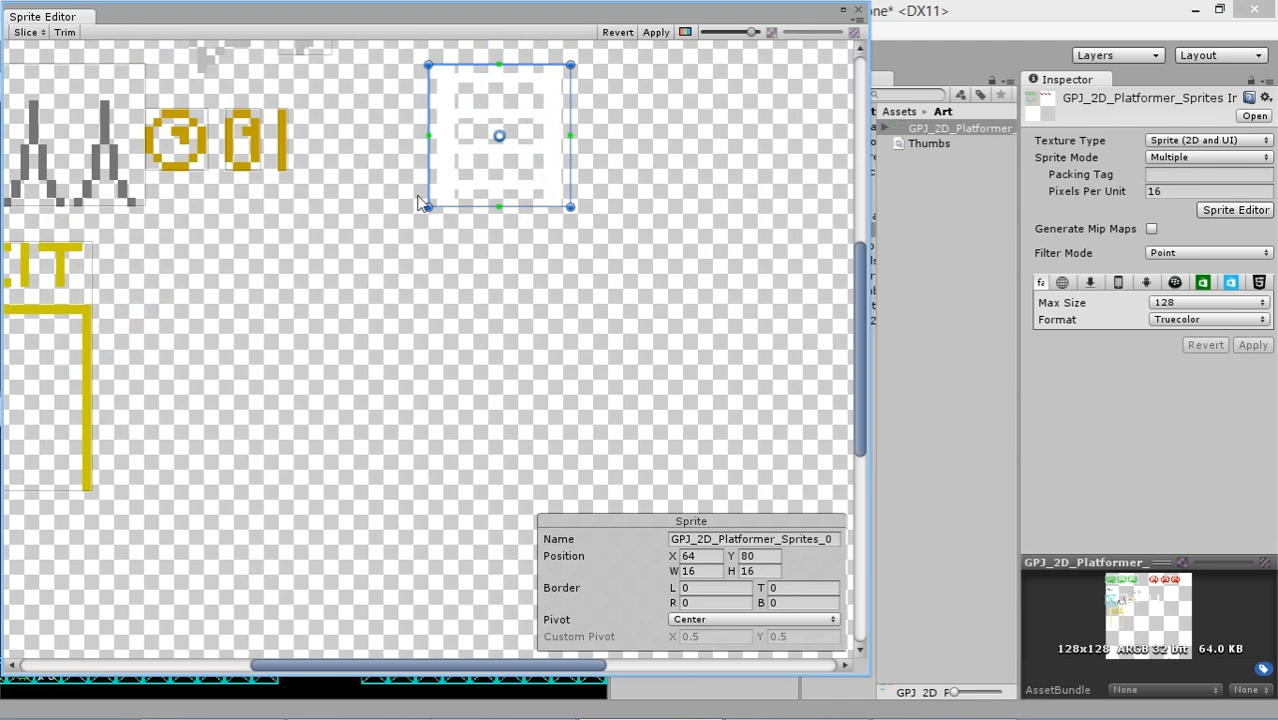 Sprite Editor
Slice
Trim
Revert
Apply
one* <DX11>
Layers
Layout
Inspector
Assets
Art
GPJ_2D_Platformer_
Thumbs
GPJ_2D_Platformer_Sprites Ir
Open
Texture Type
Sprite (2D and UI)
Sprite Mode
Multiple
Packing Tag
Pixels Per Unit
16
Sprite Editor
Generate Mip Maps
Filter Mode
Point
Max Size
128
Format
Truecolor
Revert
Apply
Sprite
Name
GPJ_2D_Platformer_Sprites_0
Position
X 64
Y 80
W 16
H 16
Border
L 0
T 0
R 0
B 0
Pivot
Center
Custom Pivot
X 0.5
Y 0.5
GPJ_2D_Platformer_
128x128 ARGB 32 bit 64.0 KB
GPJ_2D_P
AssetBundle
None
None